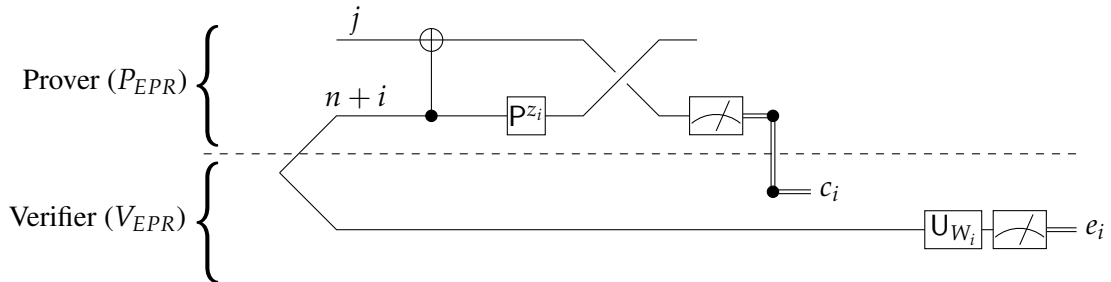 j
Prover (P_{EPR})
n + i
P^{z_i}
c_i
Verifier (V_{EPR})
U_{W_i}
e_i